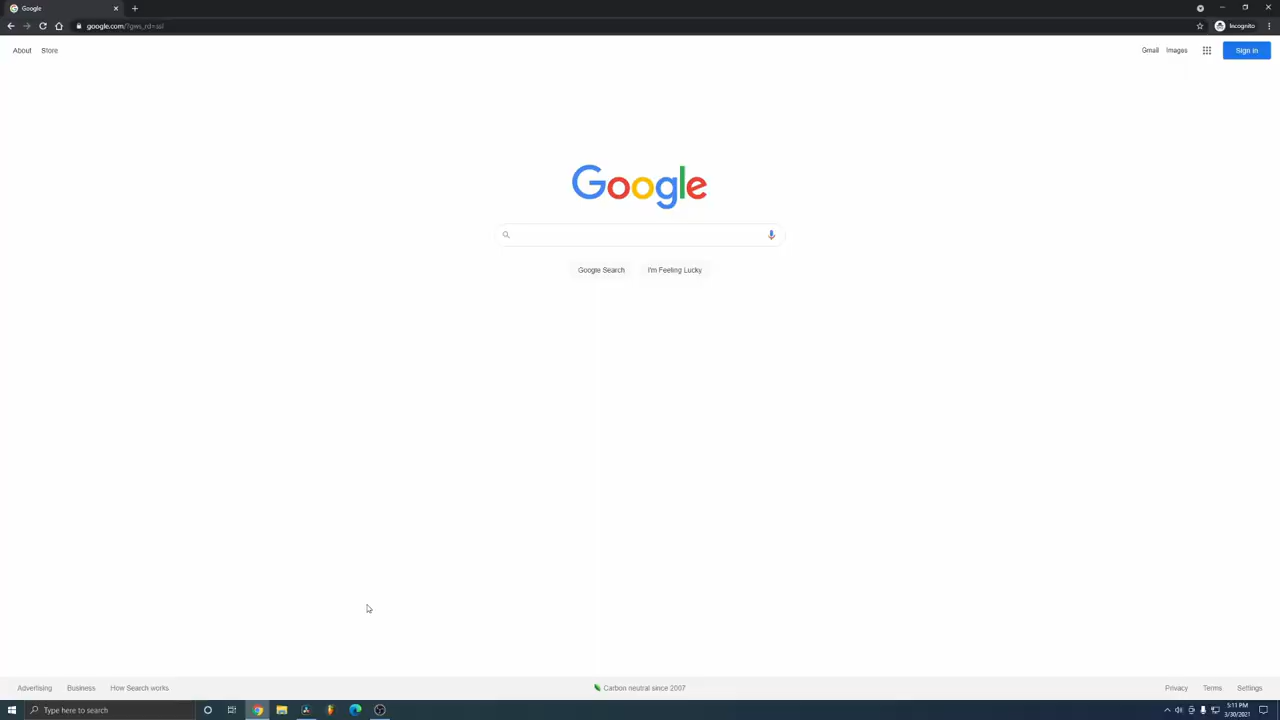 Google
google.com/?gws_rd=ssl
Incognito
About Store
Gmail Images
Sign in
Google
Google Search I'm Feeling Lucky
Advertising Business How Search works
Carbon neutral since 2007
Privacy Terms Settings
Type here to search
5:11 PM
3/30/2021